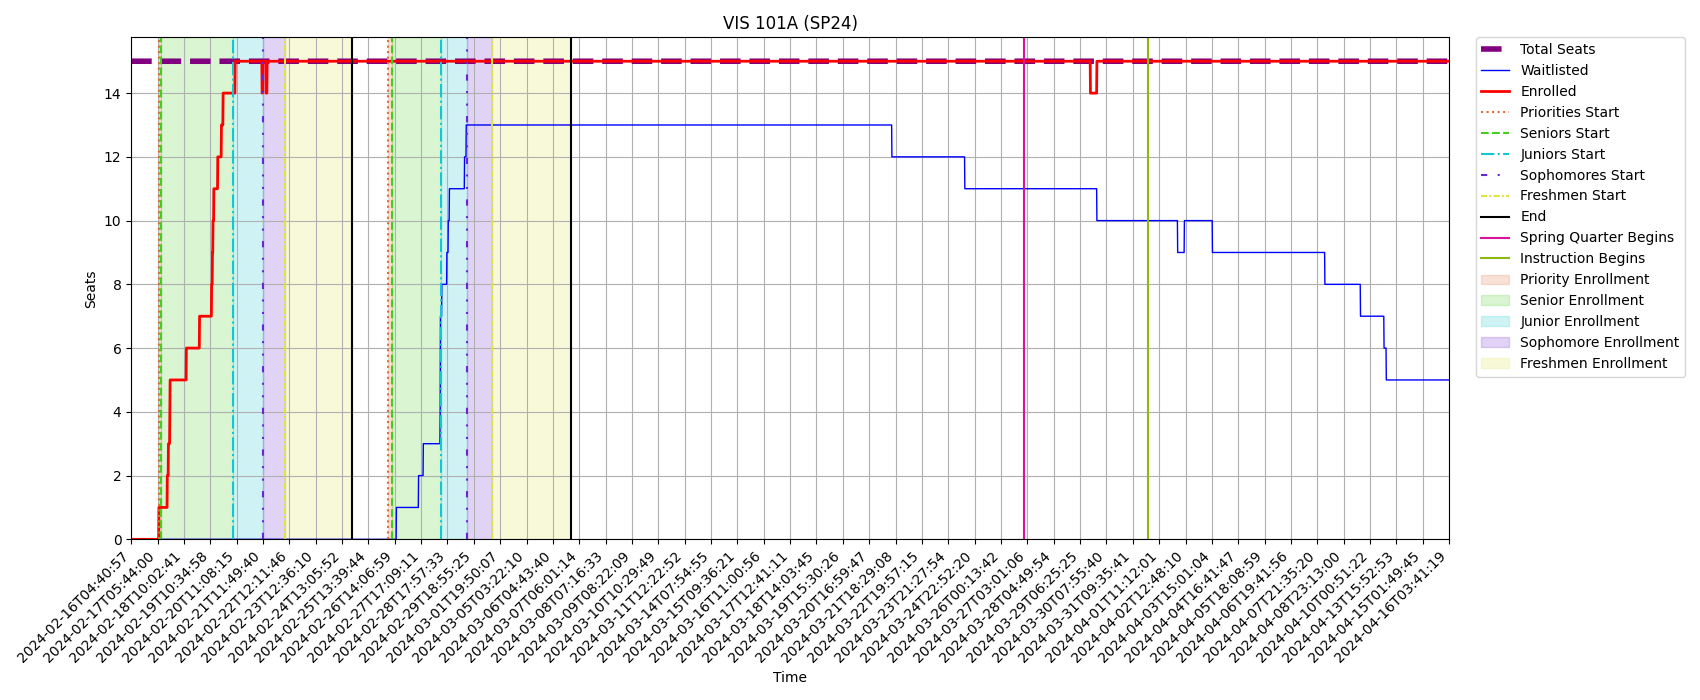 VIS 101A (SP24)
Total Seats
Waitlisted
Enrolled
Priorities Start
Seniors Start
Juniors Start
Sophomores Start
Freshmen Start
End
Spring Quarter Begins
Instruction Begins
Priority Enrollment
Senior Enrollment
Junior Enrollment
Sophomore Enrollment
Freshmen Enrollment
Seats
14
12
10
8
6
4
2
0
2024-02-16T04:40:57
2024-02-17T05:44:00
2024-02-18T10:02:41
2024-02-19T10:34:58
2024-02-20T11:08:15
2024-02-21T11:49:40
2024-02-22T12:11:46
2024-02-23T12:36:10
2024-02-24T13:05:52
2024-02-25T13:39:44
2024-02-26T14:06:59
2024-02-27T17:09:11
2024-02-28T17:57:33
2024-02-29T18:55:25
2024-03-01T19:50:07
2024-03-05T03:22:10
2024-03-06T04:43:40
2024-03-07T06:01:14
2024-03-08T07:16:33
2024-03-09T08:22:09
2024-03-10T10:29:49
2024-03-11T12:22:52
2024-03-14T07:54:55
2024-03-15T09:36:21
2024-03-16T11:00:56
2024-03-17T12:41:11
2024-03-18T14:03:45
2024-03-19T15:30:26
2024-03-20T16:59:47
2024-03-21T18:29:08
2024-03-22T19:57:15
2024-03-23T21:27:54
2024-03-24T22:52:20
2024-03-26T00:13:42
2024-03-27T03:01:06
2024-03-28T04:49:54
2024-03-29T06:25:25
2024-03-30T07:55:40
2024-03-31T09:35:41
2024-04-01T11:12:01
2024-04-02T12:48:10
2024-04-03T15:01:04
2024-04-04T16:41:47
2024-04-05T18:08:59
2024-04-06T19:41:56
2024-04-07T21:35:20
2024-04-08T23:13:00
2024-04-10T00:51:22
2024-04-13T15:52:53
2024-04-15T01:49:45
2024-04-16T03:41:19
Time